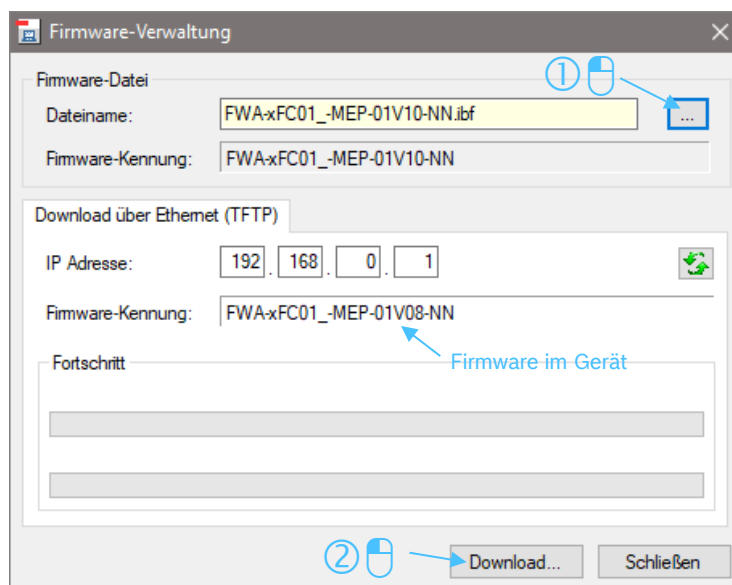 Firmware-Verwaltung
Firmware-Datei
①
Dateiname: FWA-xFC01_-MEP-01V10-NN.ibf ...
Firmware-Kennung: FWA-xFC01_-MEP-01V10-NN
Download über Ethernet (TFTP)
IP Adresse: 192 . 168 . 0 . 1
Firmware-Kennung: FWA-xFC01_-MEP-01V08-NN
Firmware im Gerät
Fortschritt
② Download... Schließen